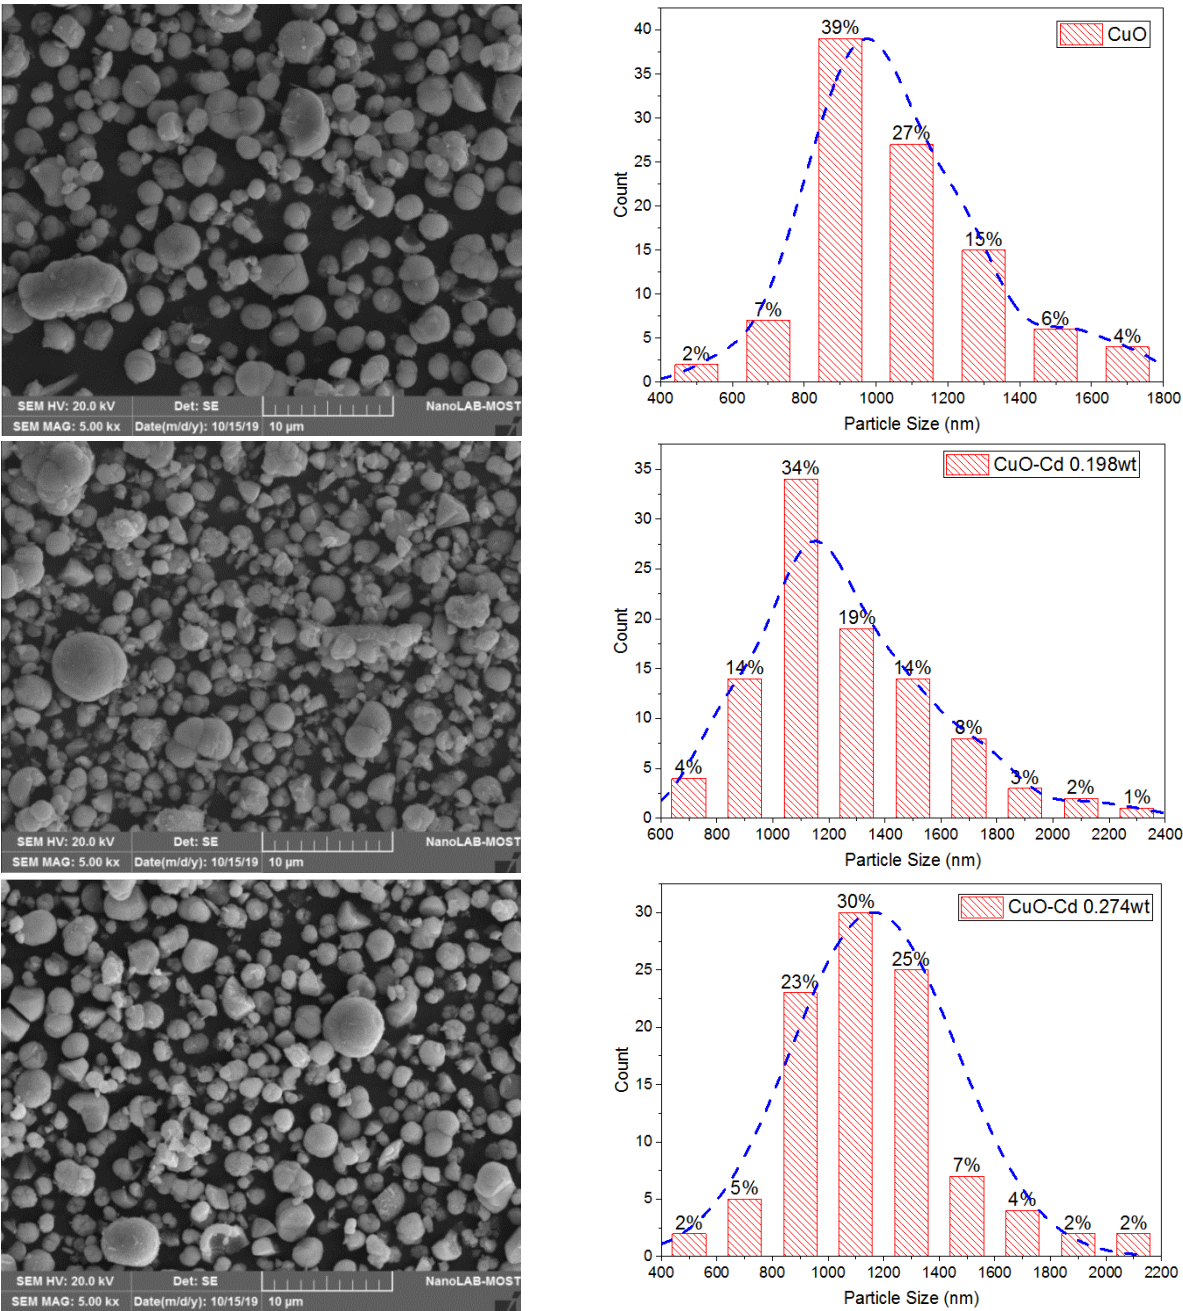 SEM HV: 20.0 kV Det: SE NanoLAB-MOST
SEM MAG: 5.00 kx Date(m/d/y): 10/15/19 10 µm
40
35
30
25
20
15
10
5
0
Count
2%
7%
39%
27%
15%
6%
4%
CuO
400 600 800 1000 1200 1400 1600 1800
Particle Size (nm)
SEM HV: 20.0 kV Det: SE NanoLAB-MOST
SEM MAG: 5.00 kx Date(m/d/y): 10/15/19 10 µm
35
30
25
20
15
10
5
0
Count
4%
14%
34%
19%
14%
8%
3%
2%
1%
CuO-Cd 0.198wt
600 800 1000 1200 1400 1600 1800 2000 2200 2400
Particle Size (nm)
SEM HV: 20.0 kV Det: SE NanoLAB-MOST
SEM MAG: 5.00 kx Date(m/d/y): 10/15/19 10 µm
30
25
20
15
10
5
0
Count
2%
5%
23%
30%
25%
7%
4%
2%
2%
CuO-Cd 0.274wt
400 600 800 1000 1200 1400 1600 1800 2000 2200
Particle Size (nm)